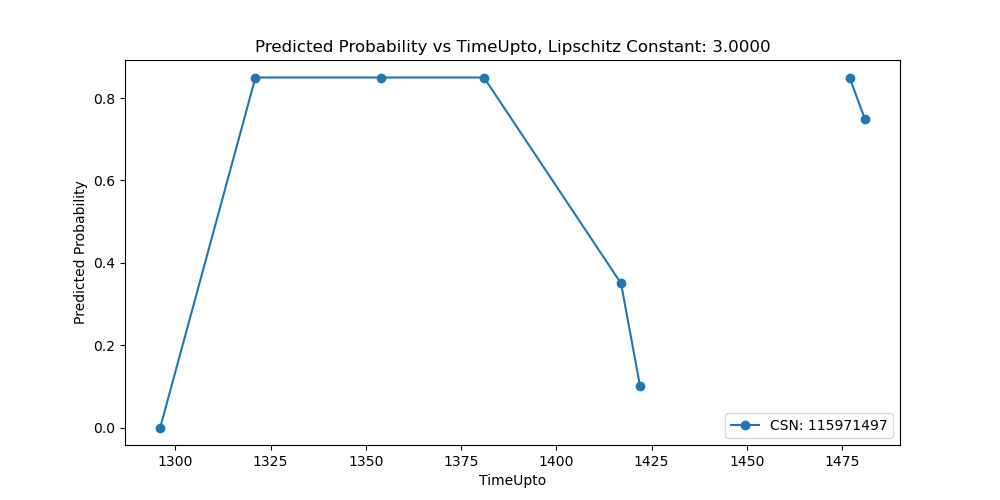 Predicted Probability vs TimeUpto, Lipschitz Constant: 3.0000
Predicted Probability
0.8
0.6
0.4
0.2
0.0
1300 1325 1350 1375 1400 1425 1450 1475
TimeUpto
CSN: 115971497